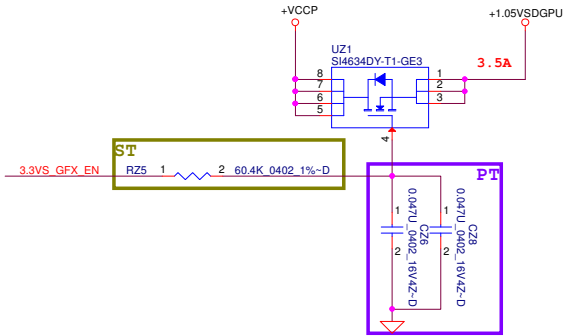 +VCCP
+1.05VSDGPU
UZ1
SI4634DY-T1-GE3
3.5A
8
7
6
5
1
2
3
4
ST
3.3VS_GFX_EN
RZ5
1
2
60.4K_0402_1%~D
PT
1
2
CZ6
0.047U_0402_16V4Z~D
1
2
CZ8
0.047U_0402_16V4Z~D